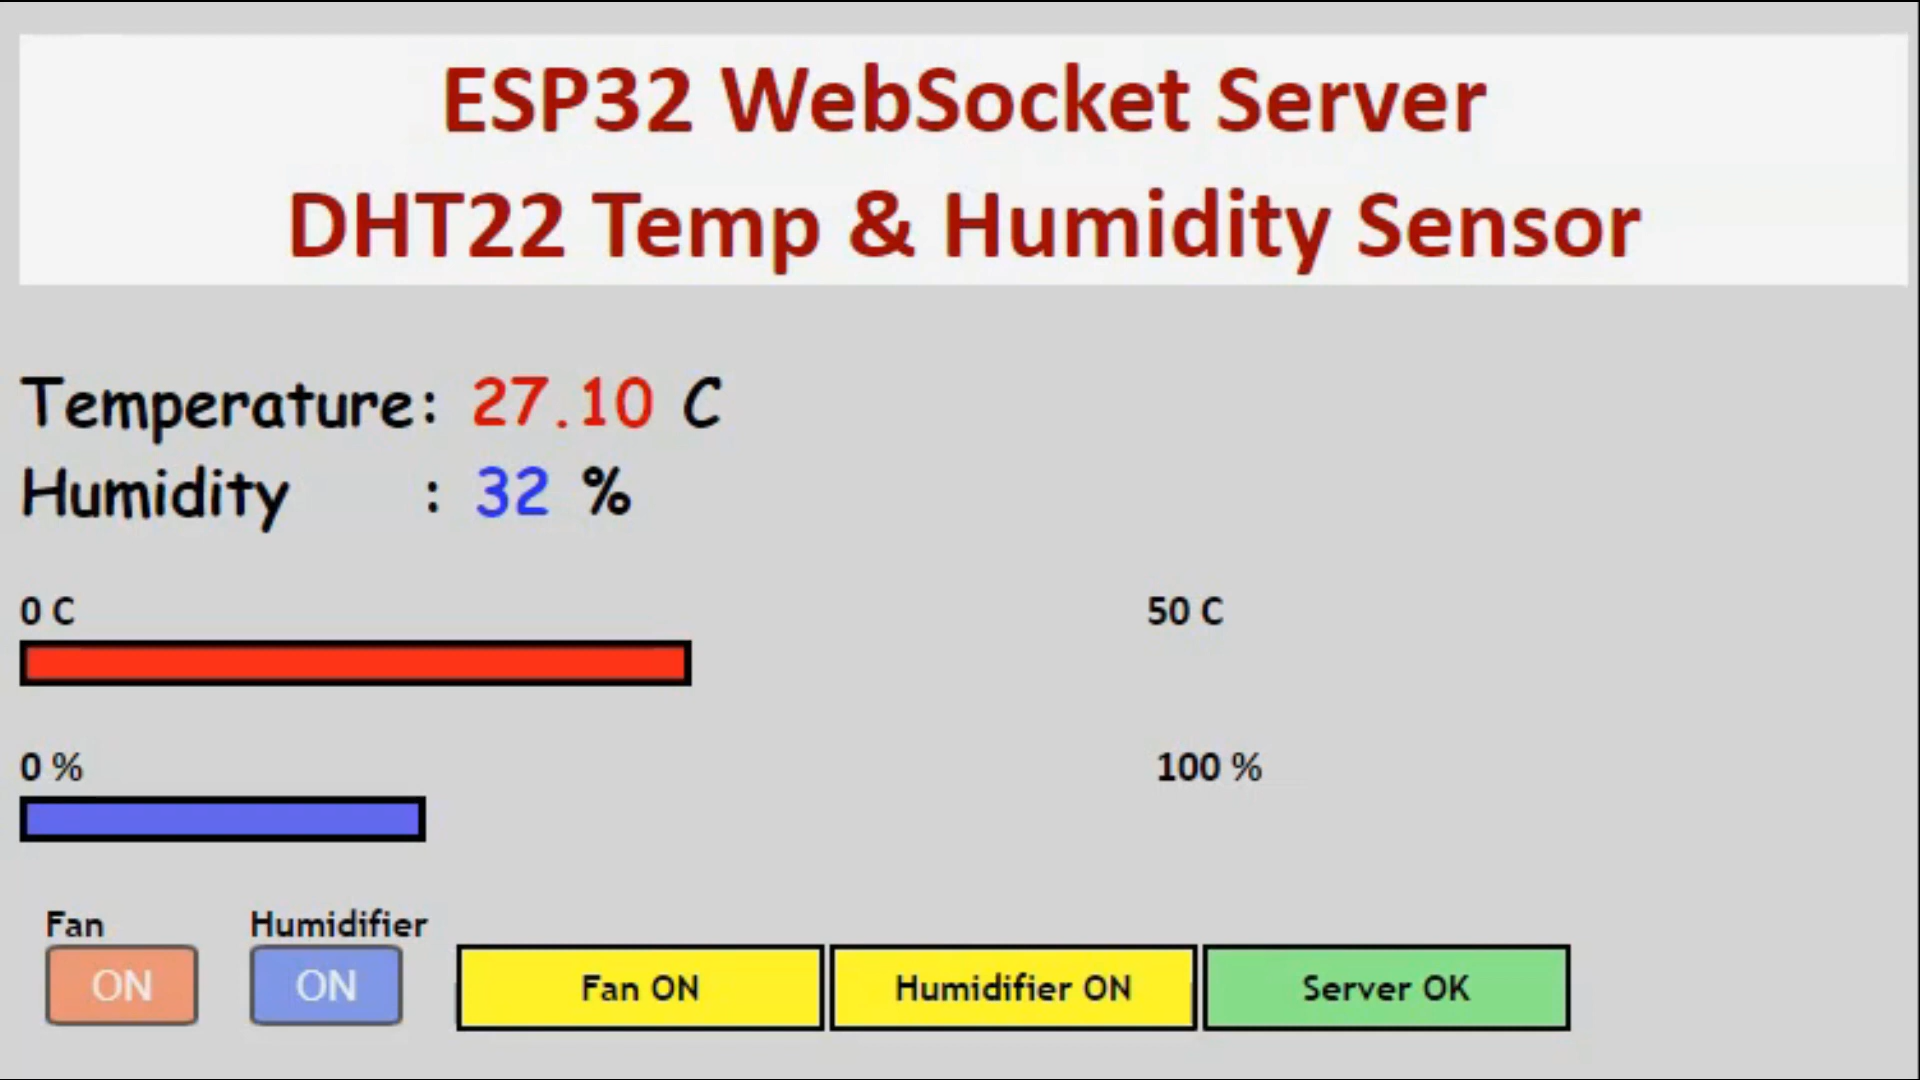 ESP32 WebSocket Server
DHT22 Temp & Humidity Sensor
Temperature: 27.10 C
Humidity : 32 %
0 C 50 C
0 % 100 %
Fan Humidifier
ON ON Fan ON Humidifier ON Server OK